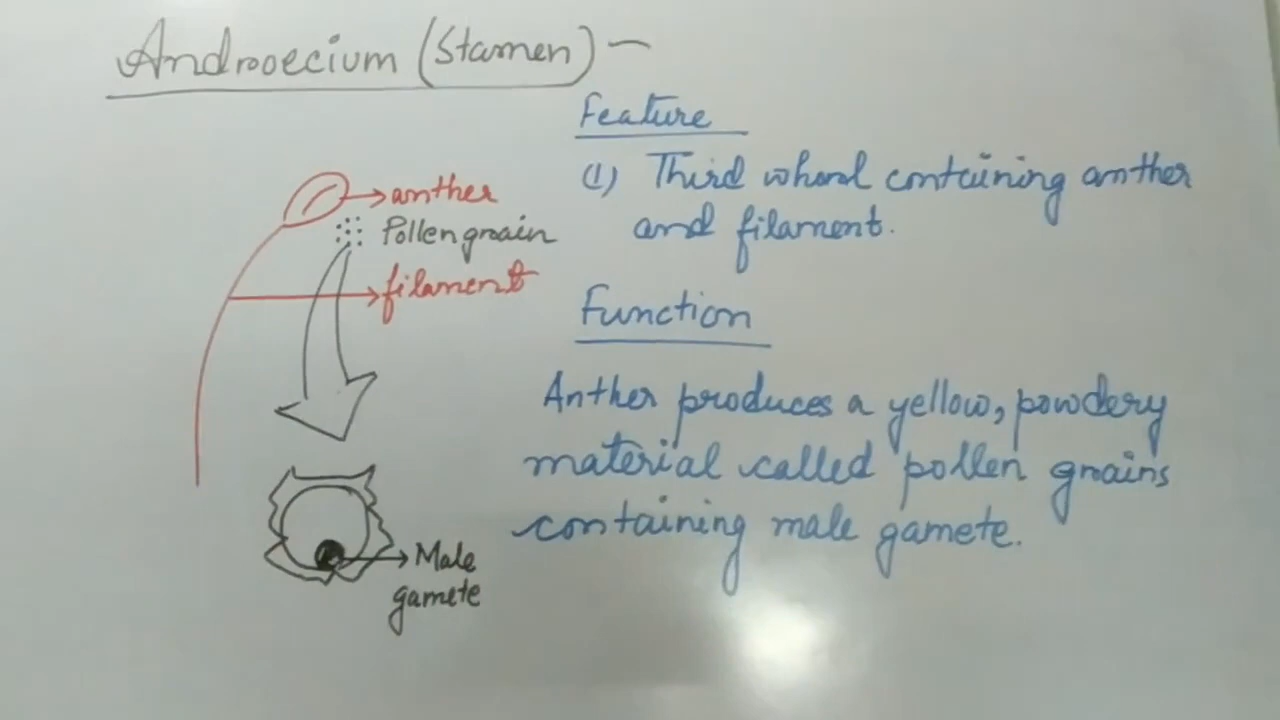 Androecium (Stamen) —
Feature
(1) Third whorl containing anther
and filament.
anther
Pollen grain
filament
Function
Anther produces a yellow, powdery
material called pollen grains
containing male gamete.
Male
gamete